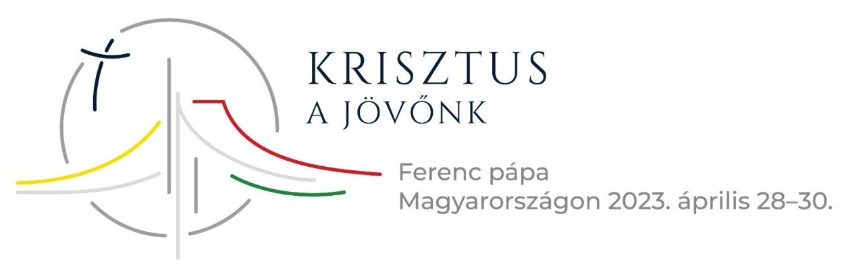 KRISZTUS
A JÖVŐNK
Ferenc pápa
Magyarországon 2023. április 28–30.